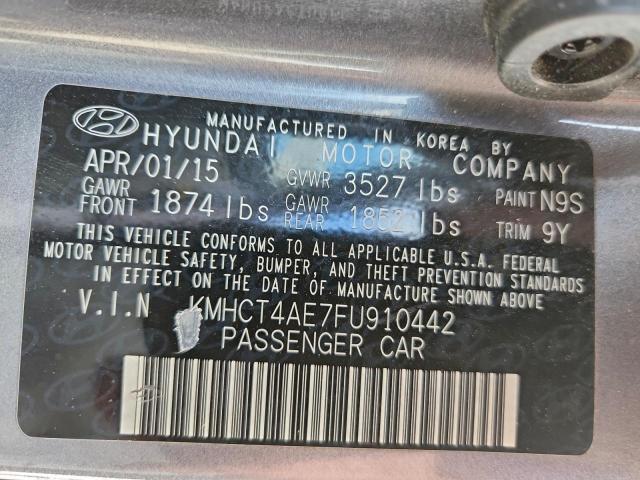 MANUFACTURED IN KOREA BY
HYUNDAI MOTOR COMPANY
APR/01/15 GVWR 3527 lbs PAINT N9S
GAWR FRONT 1874 lbs GAWR REAR 1852 lbs TRIM 9Y
THIS VEHICLE CONFORMS TO ALL APPLICABLE U.S.A. FEDERAL
MOTOR VEHICLE SAFETY, BUMPER, AND THEFT PREVENTION STANDARDS
IN EFFECT ON THE DATE OF MANUFACTURE SHOWN ABOVE
V.I.N KMHCT4AE7FU910442
PASSENGER CAR